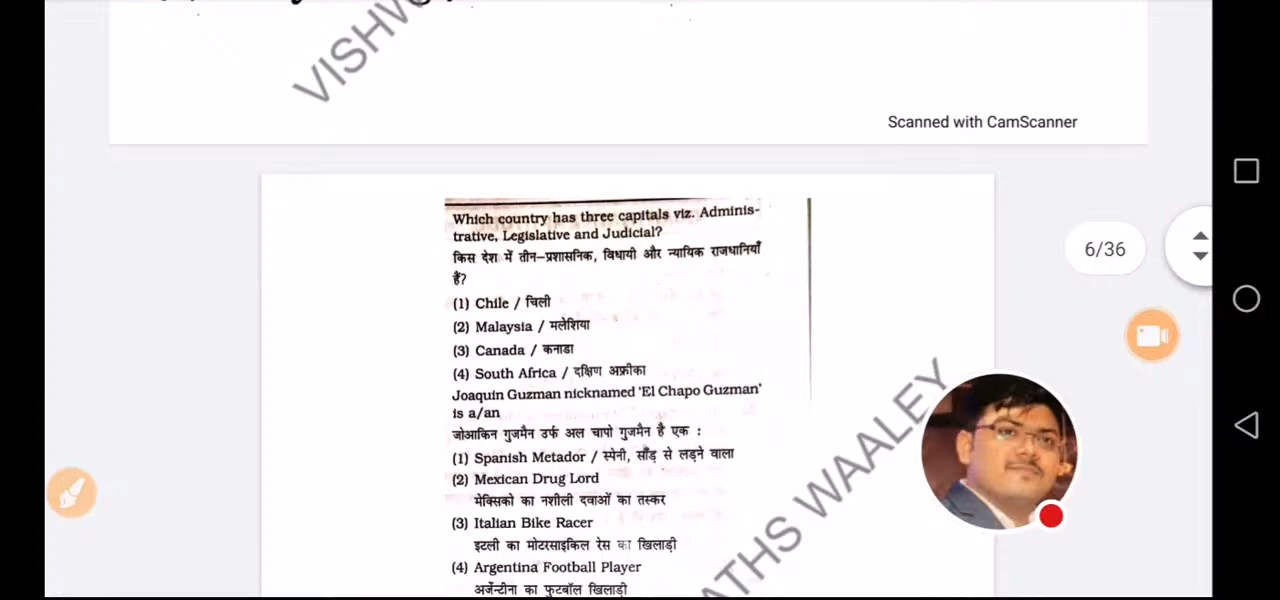 VISHW
Scanned with CamScanner
Which country has three capitals viz. Adminis-
trative, Legislative and Judicial?
किस देश में तीन-प्रशासनिक, विधायी और न्यायिक राजधानियाँ
हैं?
(1) Chile / चिली
(2) Malaysia / मलेशिया
(3) Canada / कनाडा
(4) South Africa / दक्षिण अफ्रीका
Joaquin Guzman nicknamed 'El Chapo Guzman'
is a/an
जोआकिन गुजमैन उर्फ अल चापो गुजमैन है एक :
(1) Spanish Metador / स्पेनी, साँड़ से लड़ने वाला
(2) Mexican Drug Lord
मेक्सिको का नशीली दवाओं का तस्कर
(3) Italian Bike Racer
इटली का मोटरसाइकिल रेस का खिलाड़ी
(4) Argentina Football Player
अर्जेन्टीना का फुटबॉल खिलाड़ी
ATHS WAALEY
6/36